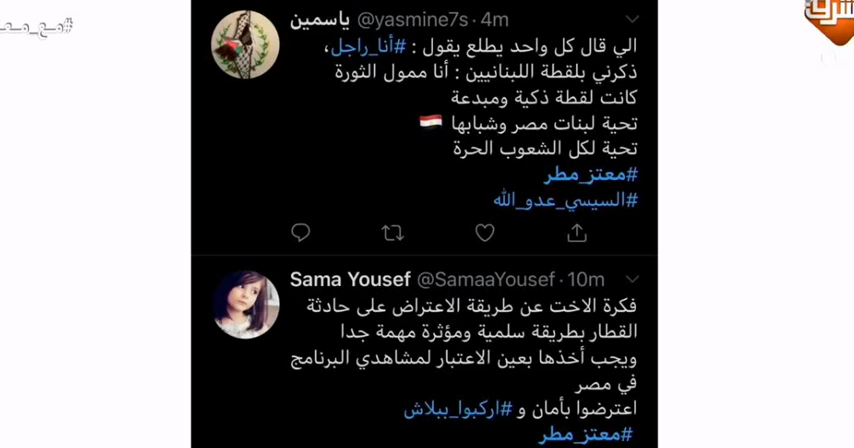 ياسمين @yasmine7s · 4m
الي قال كل واحد يطلع يقول : #أنا_راجل،
ذكرني بلقطة اللبنانيين : أنا ممول الثورة
كانت لقطة ذكية ومبدعة
تحية لبنات مصر وشبابها 🇪🇬
تحية لكل الشعوب الحرة
#معتز_مطر
#السيسي_عدو_الله
Sama Yousef @SamaaYousef · 10m
فكرة الاخت عن طريقة الاعتراض على حادثة
القطار بطريقة سلمية ومؤثرة مهمة جدا
ويجب أخذها بعين الاعتبار لمشاهدي البرنامج
في مصر
اعترضوا بأمان و #اركبوا_ببلاش
#معتز_مطر